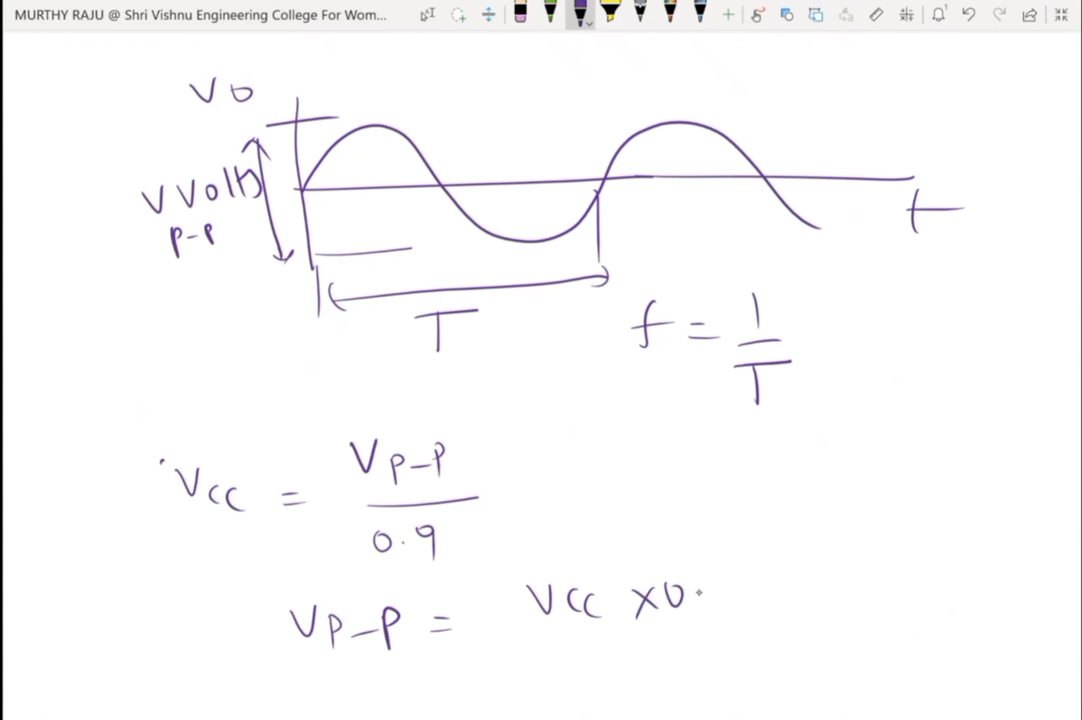 MURTHY RAJU @ Shri Vishnu Engineering College For Wom...
Vo
V Volts
P-P
t
T
f = 1/T
Vcc = VP-P / 0.9
VP-P = Vcc x 0.